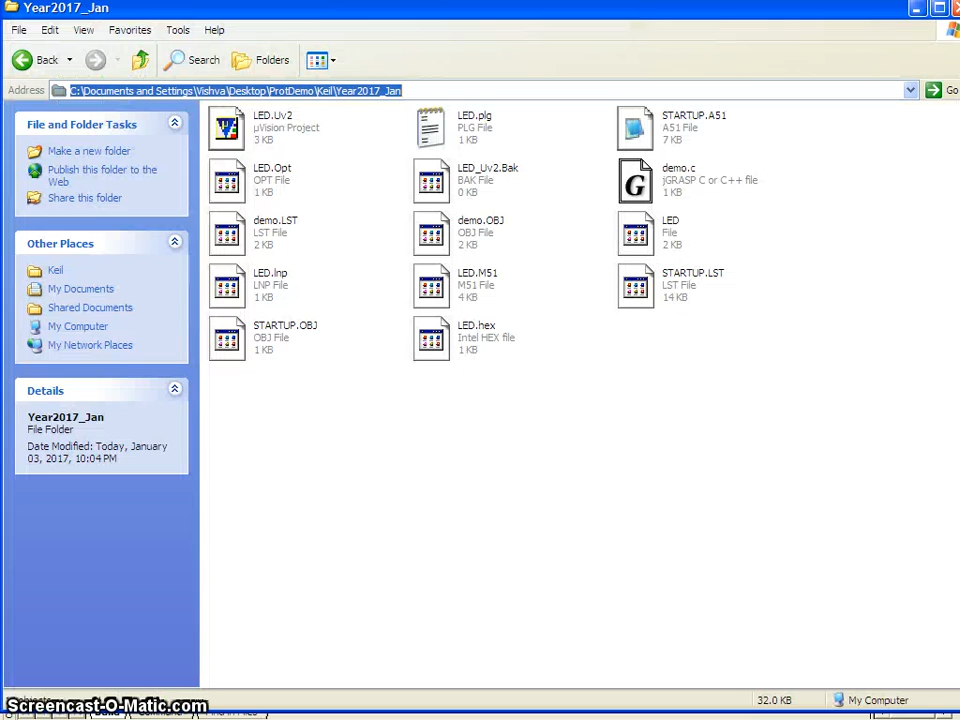 Year2017_Jan
File Edit View Favorites Tools Help
Back Search Folders
Address C:\Documents and Settings\Vishva\Desktop\ProtDemo\Keil\Year2017_Jan Go
File and Folder Tasks
Make a new folder
Publish this folder to the
Web
Share this folder
Other Places
Keil
My Documents
Shared Documents
My Computer
My Network Places
Details
Year2017_Jan
File Folder
Date Modified: Today, January
03, 2017, 10:04 PM
LED.Uv2
µVision Project
3 KB
LED.plg
PLG File
1 KB
STARTUP.A51
A51 File
7 KB
LED.Opt
OPT File
1 KB
LED_Uv2.Bak
BAK File
0 KB
demo.c
jGRASP C or C++ file
1 KB
demo.LST
LST File
2 KB
demo.OBJ
OBJ File
2 KB
LED
File
2 KB
LED.lnp
LNP File
1 KB
LED.M51
M51 File
4 KB
STARTUP.LST
LST File
14 KB
STARTUP.OBJ
OBJ File
1 KB
LED.hex
Intel HEX file
1 KB
32.0 KB
My Computer
Screencast-O-Matic.com